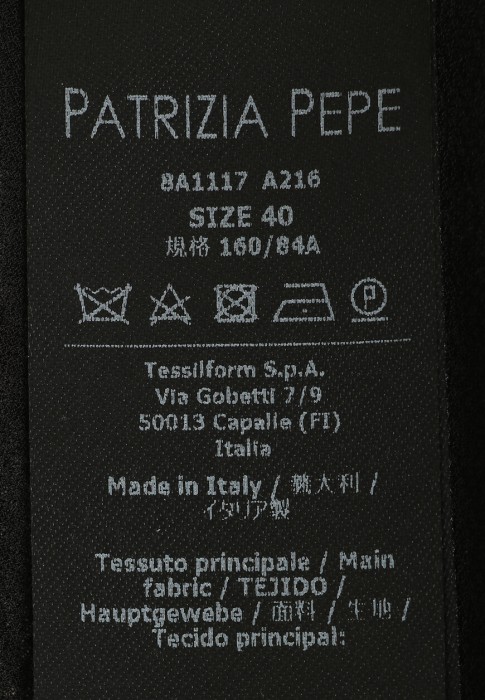 PATRIZIA PEPE
8A1117 A216
SIZE 40
規格 160/84A
P
Tessilform S.p.A.
Via Gobetti 7/9
50013 Capalle (FI)
Italia
Made in Italy / 義大利 /
イタリア製
Tessuto principale / Main
fabric / TEJIDO /
Hauptgewebe / 面料 / 生地 /
Tecido principal: